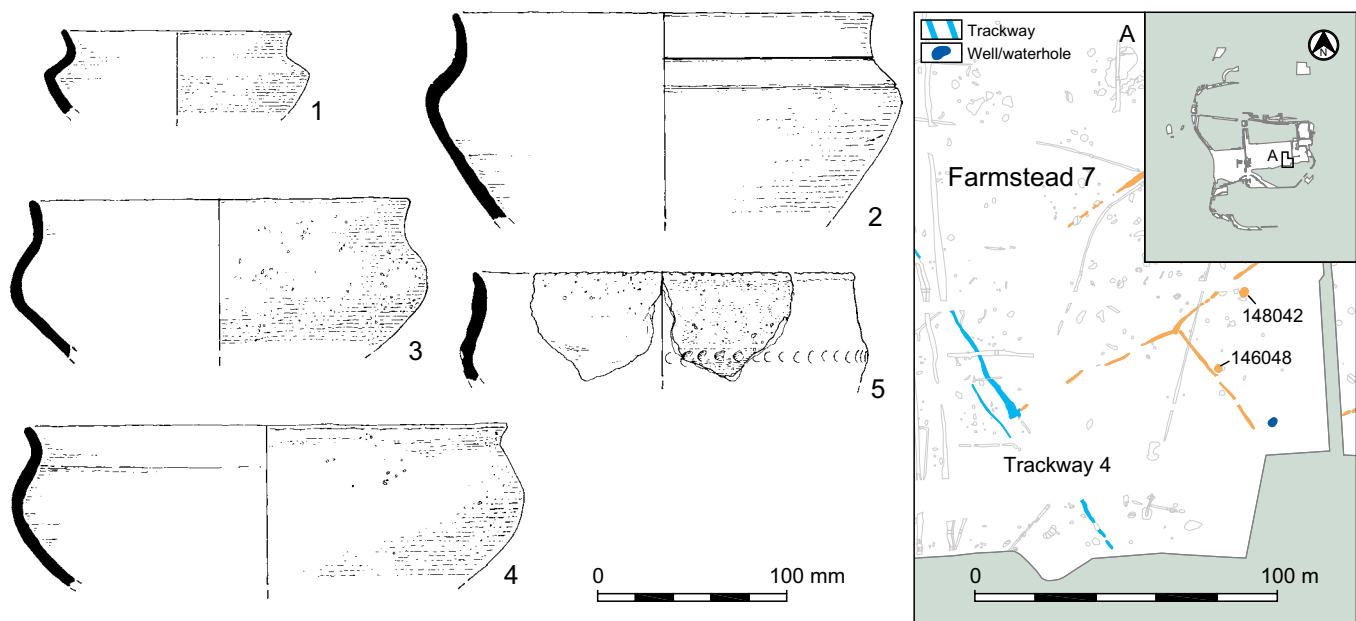 1
2
3
4
5
0 100 mm
Trackway
Well/waterhole
A
N
A
Farmstead 7
148042
146048
Trackway 4
0 100 m